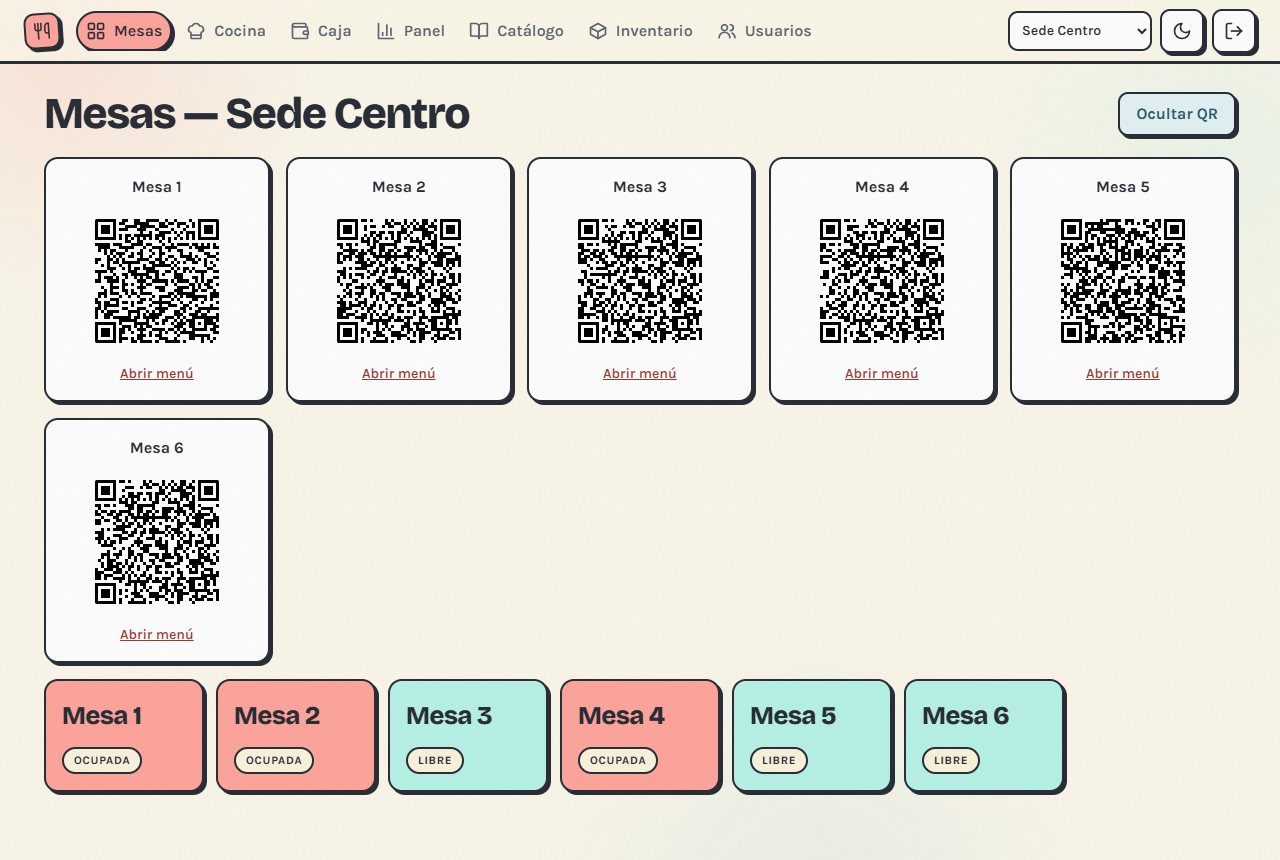 Mesas Cocina Caja Panel Catálogo Inventario Usuarios Sede Centro
Mesas — Sede Centro
Ocultar QR
Mesa 1 Mesa 2 Mesa 3 Mesa 4 Mesa 5
Abrir menú Abrir menú Abrir menú Abrir menú Abrir menú
Mesa 6
Abrir menú
Mesa 1 Mesa 2 Mesa 3 Mesa 4 Mesa 5 Mesa 6
OCUPADA OCUPADA LIBRE OCUPADA LIBRE LIBRE